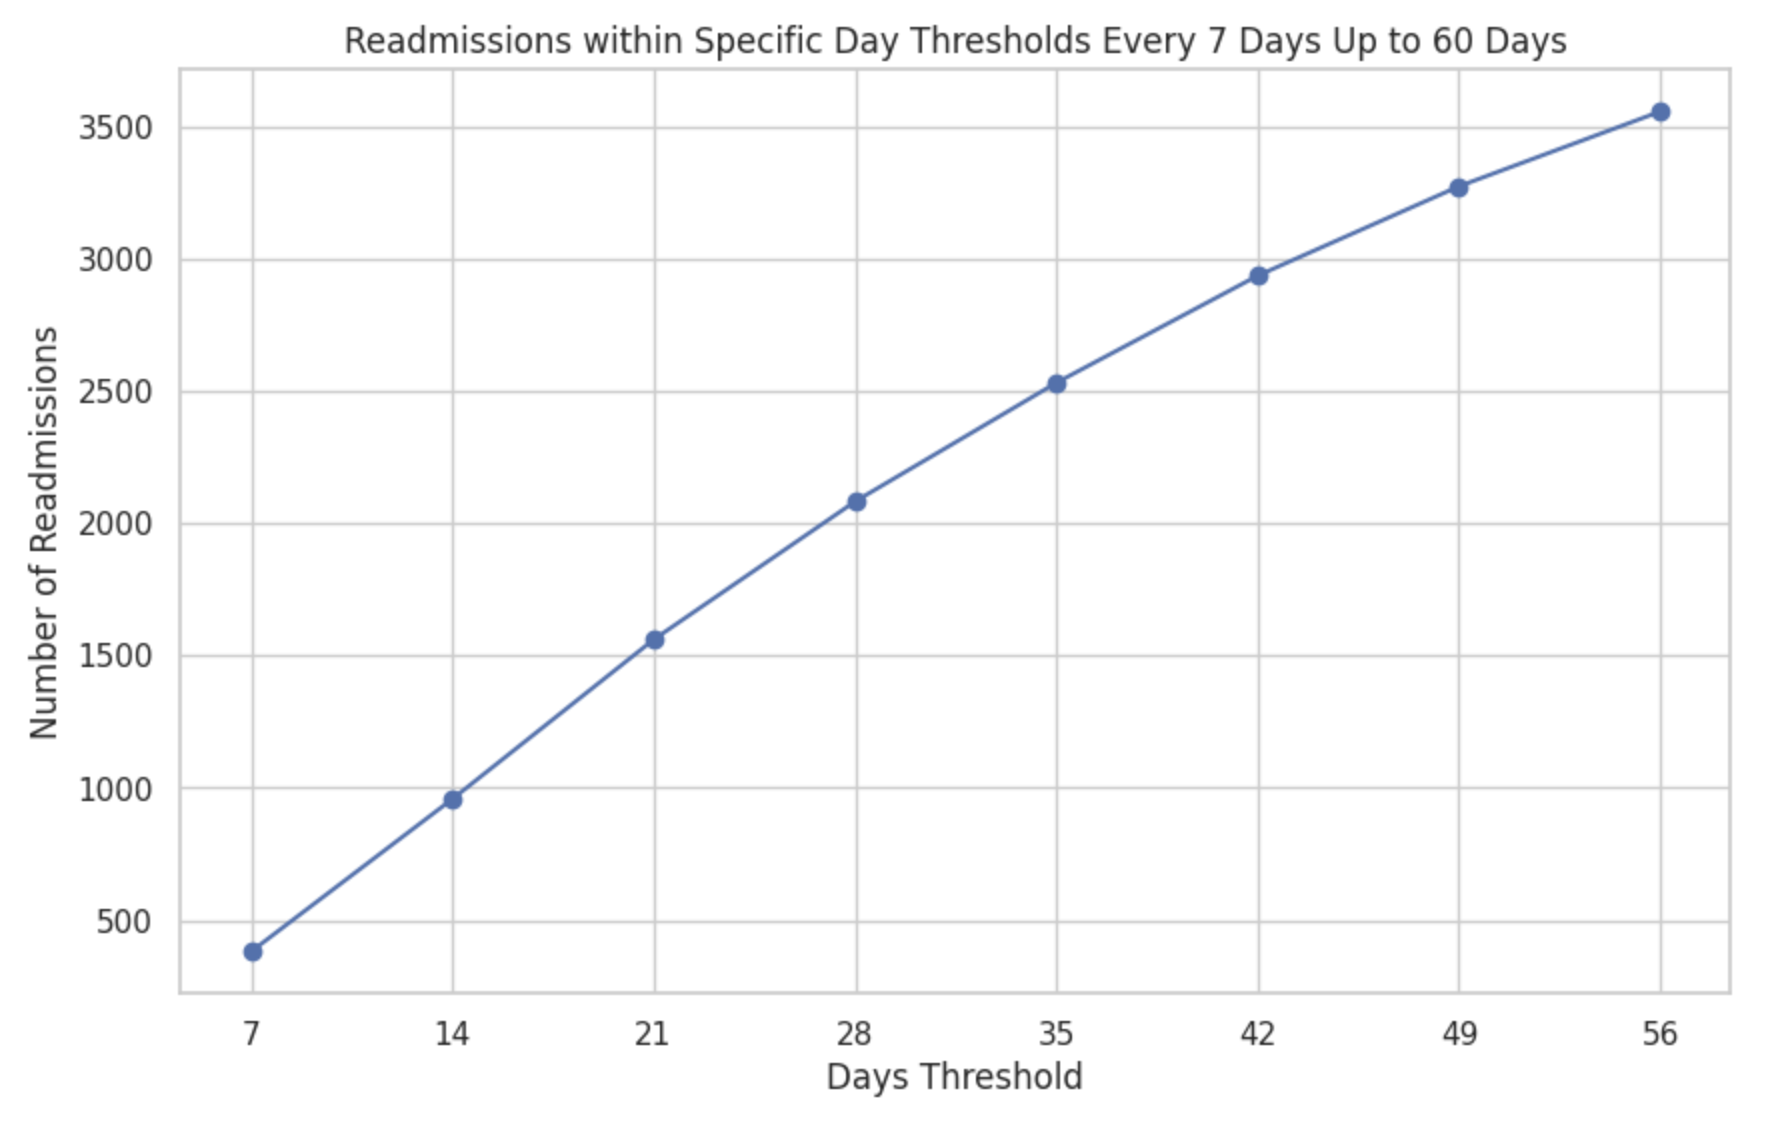 Readmissions within Specific Day Thresholds Every 7 Days Up to 60 Days
Number of Readmissions
3500
3000
2500
2000
1500
1000
500
7 14 21 28 35 42 49 56
Days Threshold